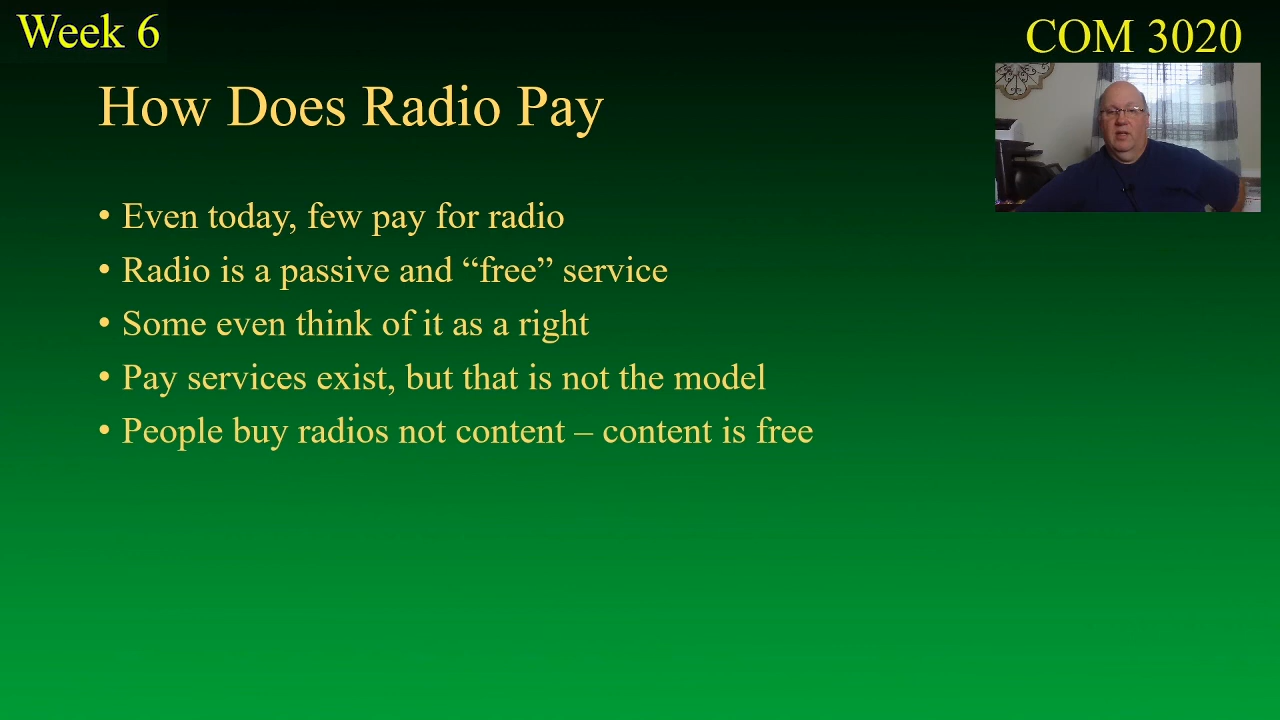 Week 6
COM 3020
How Does Radio Pay
• Even today, few pay for radio
• Radio is a passive and “free” service
• Some even think of it as a right
• Pay services exist, but that is not the model
• People buy radios not content – content is free